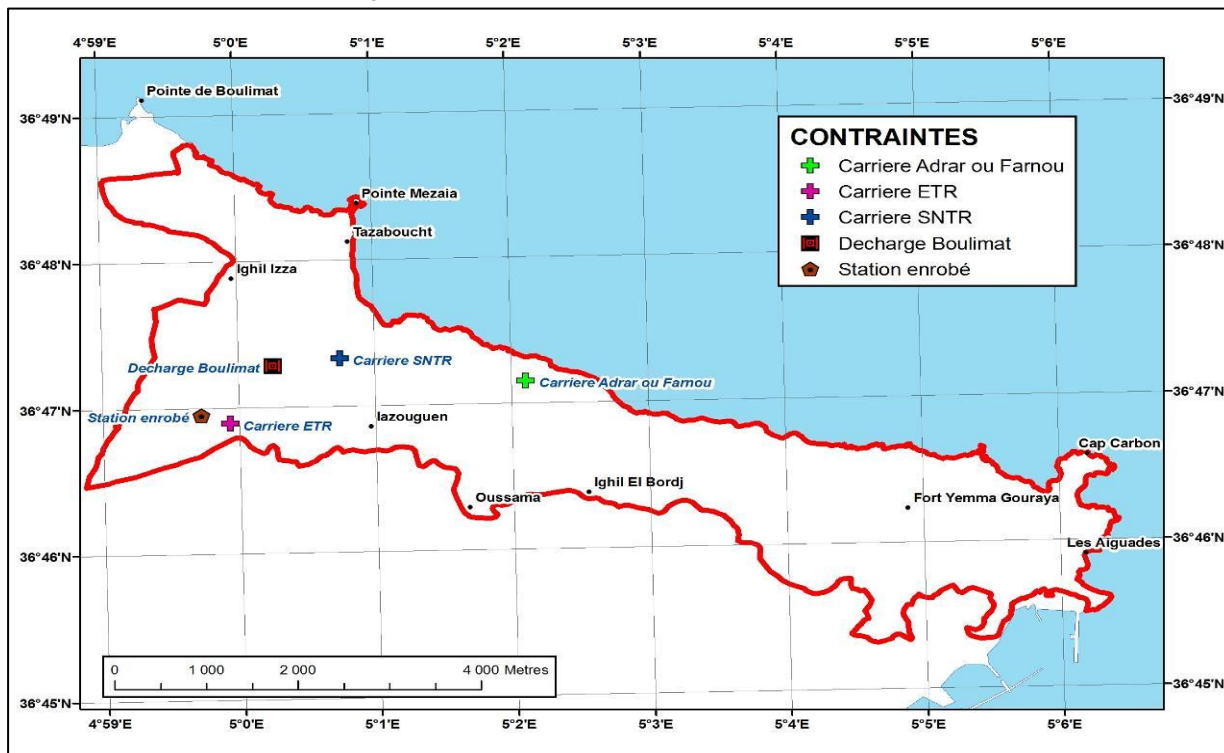 4°59'E 5°0'E 5°1'E 5°2'E 5°3'E 5°4'E 5°5'E 5°6'E
Pointe de Boulimat
36°49'N
36°49'N
CONTRAINTES
Carriere Adrar ou Farnou
Carriere ETR
Carriere SNTR
Decharge Boulimat
Station enrobé
Pointe Mezaia
Tazaboucht
36°48'N
36°48'N
Ighil Izza
Decharge Boulimat
Carriere SNTR
Carriere Adrar ou Farnou
36°47'N
36°47'N
Station enrobé
Carriere ETR
Iazouguen
Cap Carbon
Oussama
Ighil El Bordj
Fort Yemma Gouraya
36°46'N
36°46'N
Les Aiguades
0 1 000 2 000 4 000 Metres
36°45'N
36°45'N
4°59'E 5°0'E 5°1'E 5°2'E 5°3'E 5°4'E 5°5'E 5°6'E